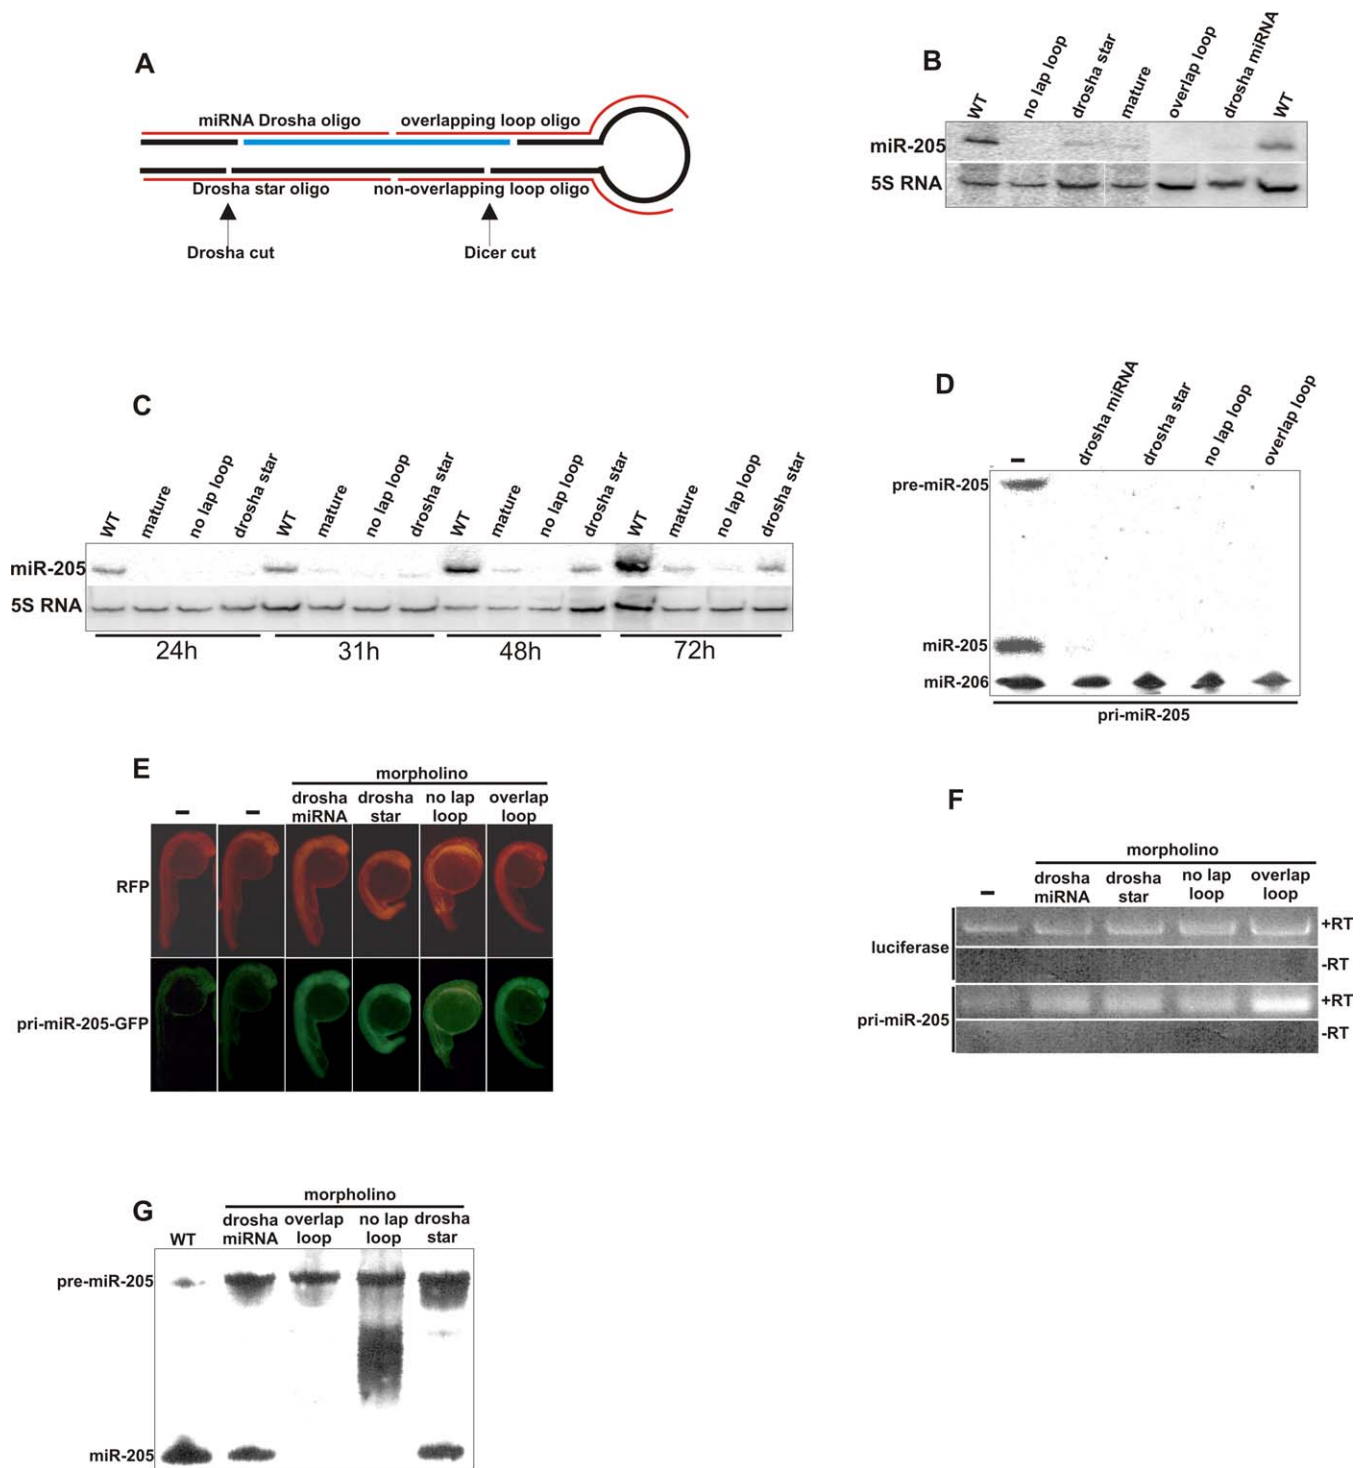 A
miRNA Drosha oligo
overlapping loop oligo
Drosha star oligo
non-overlapping loop oligo
Drosha cut
Dicer cut
B
WT
no lap loop
drosha star
mature
overlap loop
drosha miRNA
WT
miR-205
5S RNA
C
WT
mature
no lap loop
drosha star
WT
mature
no lap loop
drosha star
WT
mature
no lap loop
drosha star
WT
mature
no lap loop
drosha star
miR-205
5S RNA
24h
31h
48h
72h
D
–
drosha miRNA
drosha star
no lap loop
overlap loop
pre-miR-205
miR-205
miR-206
pri-miR-205
E
morpholino
–
–
drosha
miRNA
drosha
star
no lap
loop
overlap
loop
RFP
pri-miR-205-GFP
F
morpholino
–
drosha
miRNA
drosha
star
no lap
loop
overlap
loop
luciferase
+RT
-RT
pri-miR-205
+RT
-RT
G
morpholino
WT
drosha
miRNA
overlap
loop
no lap
loop
drosha
star
pre-miR-205
miR-205